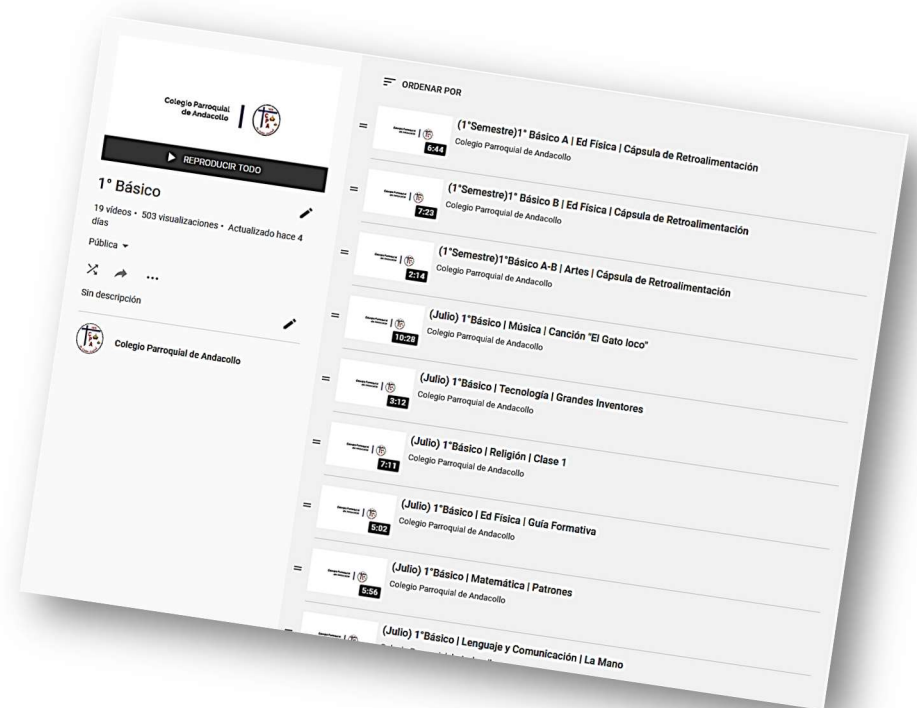 Colegio Parroquial
de Andacollo
REPRODUCIR TODO
1° Básico
19 vídeos • 503 visualizaciones • Actualizado hace 4
días
Pública
Sin descripción
Colegio Parroquial de Andacollo
ORDENAR POR
(1°Semestre)1° Básico A | Ed Física | Cápsula de Retroalimentación
Colegio Parroquial de Andacollo
6:44
(1°Semestre)1° Básico B | Ed Física | Cápsula de Retroalimentación
Colegio Parroquial de Andacollo
7:23
(1°Semestre)1°Básico A-B | Artes | Cápsula de Retroalimentación
Colegio Parroquial de Andacollo
2:14
(Julio) 1°Básico | Música | Canción "El Gato loco"
Colegio Parroquial de Andacollo
10:28
(Julio) 1°Básico | Tecnología | Grandes Inventores
Colegio Parroquial de Andacollo
3:12
(Julio) 1°Básico | Religión | Clase 1
Colegio Parroquial de Andacollo
7:11
(Julio) 1°Básico | Ed Física | Guía Formativa
Colegio Parroquial de Andacollo
5:02
(Julio) 1°Básico | Matemática | Patrones
Colegio Parroquial de Andacollo
5:56
(Julio) 1°Básico | Lenguaje y Comunicación | La Mano